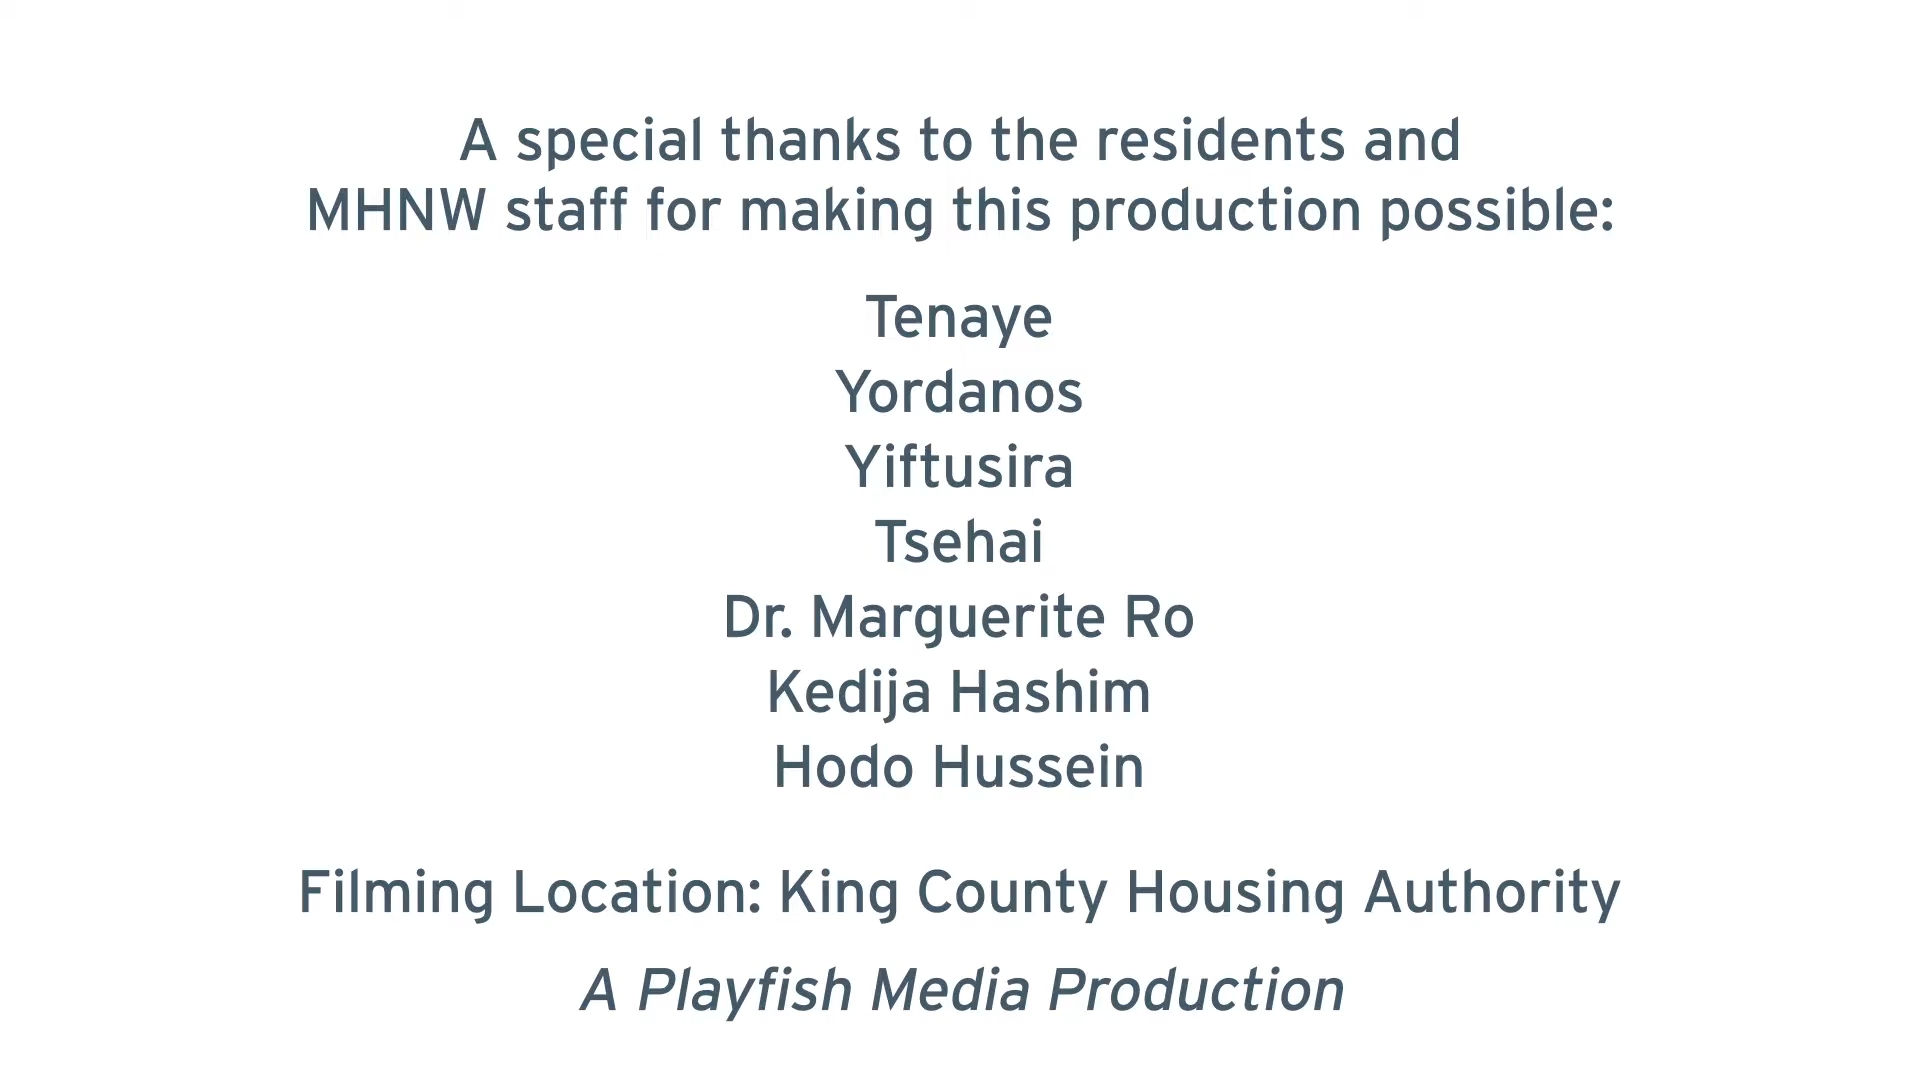 A special thanks to the residents and
MHNW staff for making this production possible:
Tenaye
Yordanos
Yiftusira
Tsehai
Dr. Marguerite Ro
Kedija Hashim
Hodo Hussein
Filming Location: King County Housing Authority
A Playfish Media Production